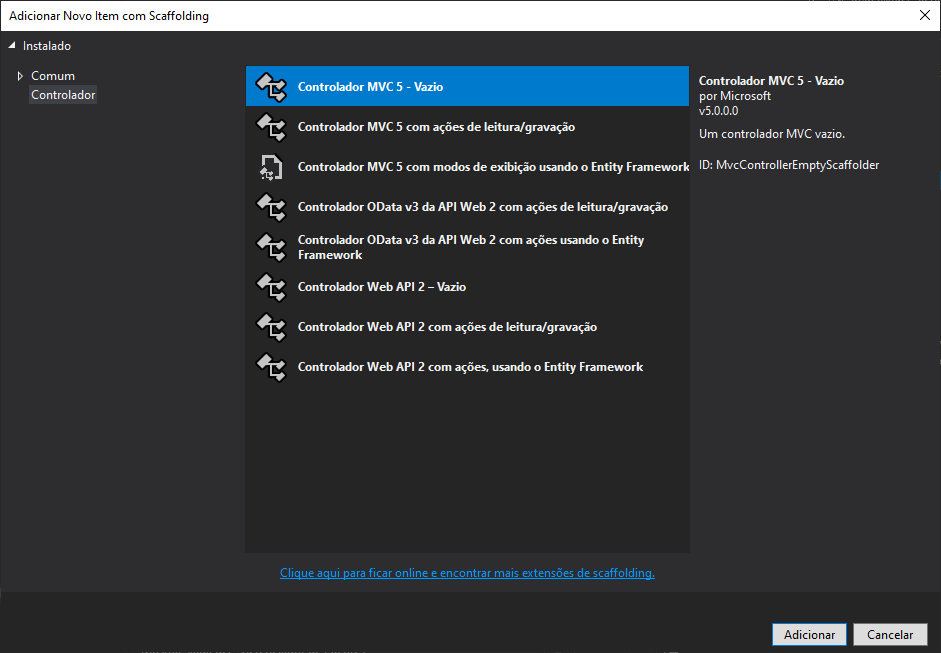 Adicionar Novo Item com Scaffolding
Instalado
Comum
Controlador
Controlador MVC 5 - Vazio
Controlador MVC 5 com ações de leitura/gravação
Controlador MVC 5 com modos de exibição usando o Entity Framework
Controlador OData v3 da API Web 2 com ações de leitura/gravação
Controlador OData v3 da API Web 2 com ações usando o Entity
Framework
Controlador Web API 2 – Vazio
Controlador Web API 2 com ações de leitura/gravação
Controlador Web API 2 com ações, usando o Entity Framework
Controlador MVC 5 - Vazio
por Microsoft
v5.0.0.0
Um controlador MVC vazio.
ID: MvcControllerEmptyScaffolder
Clique aqui para ficar online e encontrar mais extensões de scaffolding.
Adicionar
Cancelar